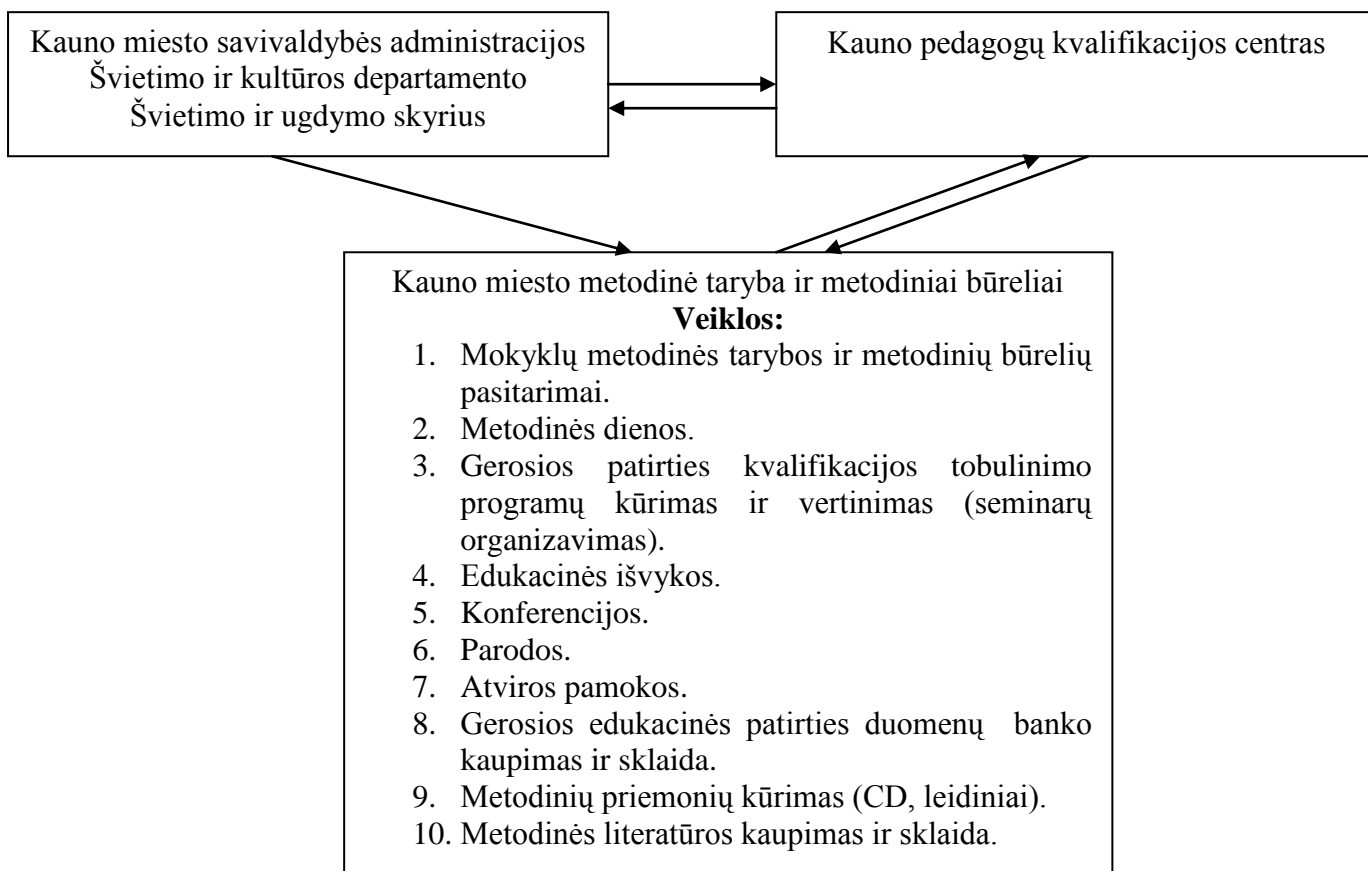 Kauno miesto savivaldybės administracijos
Švietimo ir kultūros departamento
Švietimo ir ugdymo skyrius
Kauno pedagogų kvalifikacijos centras
Kauno miesto metodinė taryba ir metodiniai būreliai
Veiklos:
1. Mokyklų metodinės tarybos ir metodinių būrelių
pasitarimai.
2. Metodinės dienos.
3. Gerosios patirties kvalifikacijos tobulinimo
programų kūrimas ir vertinimas (seminarų
organizavimas).
4. Edukacinės išvykos.
5. Konferencijos.
6. Parodos.
7. Atviros pamokos.
8. Gerosios edukacinės patirties duomenų banko
kaupimas ir sklaida.
9. Metodinių priemonių kūrimas (CD, leidiniai).
10. Metodinės literatūros kaupimas ir sklaida.